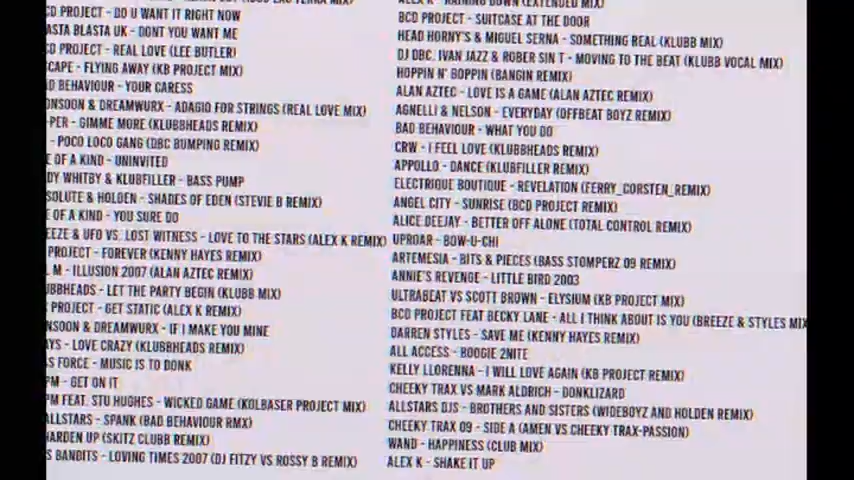 CD PROJECT - DO U WANT IT RIGHT NOW
ASTA BLASTA UK - DONT YOU WANT ME
CD PROJECT - REAL LOVE (LEE BUTLER)
CAPE - FLYING AWAY (KB PROJECT MIX)
D BEHAVIOUR - YOUR CARESS
ONSOON & DREAMWURX - ADAGIO FOR STRINGS (REAL LOVE MIX)
-PER - GIMME MORE (KLUBBHEADS REMIX)
- POCO LOCO GANG (DBC BUMPING REMIX)
E OF A KIND - UNINVITED
DY WHITBY & KLUBFILLER - BASS PUMP
SOLUTE & HOLDEN - SHADES OF EDEN (STEVIE B REMIX)
E OF A KIND - YOU SURE DO
EEZE & UFO VS. LOST WITNESS - LOVE TO THE STARS (ALEX K REMIX)
PROJECT - FOREVER (KENNY HAYES REMIX)
L M - ILLUSION 2007 (ALAN AZTEC REMIX)
UBBHEADS - LET THE PARTY BEGIN (KLUBB MIX)
PROJECT - GET STATIC (ALEX K REMIX)
NSOON & DREAMWURX - IF I MAKE YOU MINE
AYS - LOVE CRAZY (KLUBBHEADS REMIX)
SS FORCE - MUSIC IS TO DONK
PM - GET ON IT
PM FEAT. STU HUGHES - WICKED GAME (KOLBASER PROJECT MIX)
ALLSTARS - SPANK (BAD BEHAVIOUR RMX)
HARDEN UP (SKITZ CLUBB REMIX)
S BANDITS - LOVING TIMES 2007 (DJ FITZY VS ROSSY B REMIX)
ALEX K - RAINING DOWN (EXTENDED MIX)
BCD PROJECT - SUITCASE AT THE DOOR
HEAD HORNY'S & MIGUEL SERNA - SOMETHING REAL (KLUBB MIX)
DJ DBC, IVAN JAZZ & ROBER SIN T - MOVING TO THE BEAT (KLUBB VOCAL MIX)
HOPPIN N' BOPPIN (BANGIN REMIX)
ALAN AZTEC - LOVE IS A GAME (ALAN AZTEC REMIX)
AGNELLI & NELSON - EVERYDAY (OFFBEAT BOYZ REMIX)
BAD BEHAVIOUR - WHAT YOU DO
CRW - I FEEL LOVE (KLUBBHEADS REMIX)
APPOLLO - DANCE (KLUBFILLER REMIX)
ELECTRIQUE BOUTIQUE - REVELATION (FERRY_CORSTEN_REMIX)
ANGEL CITY - SUNRISE (BCD PROJECT REMIX)
ALICE DEEJAY - BETTER OFF ALONE (TOTAL CONTROL REMIX)
UPROAR - BOW-U-CHI
ARTEMESIA - BITS & PIECES (BASS STOMPERZ 09 REMIX)
ANNIE'S REVENGE - LITTLE BIRD 2003
ULTRABEAT VS SCOTT BROWN - ELYSIUM (KB PROJECT MIX)
BCD PROJECT FEAT BECKY LANE - ALL I THINK ABOUT IS YOU (BREEZE & STYLES MIX
DARREN STYLES - SAVE ME (KENNY HAYES REMIX)
ALL ACCESS - BOOGIE 2NITE
KELLY LLORENNA - I WILL LOVE AGAIN (KB PROJECT REMIX)
CHEEKY TRAX VS MARK ALDRICH - DONKLIZARD
ALLSTARS DJS - BROTHERS AND SISTERS (WIDEBOYZ AND HOLDEN REMIX)
CHEEKY TRAX 09 - SIDE A (AMEN VS CHEEKY TRAX-PASSION)
WAND - HAPPINESS (CLUB MIX)
ALEX K - SHAKE IT UP